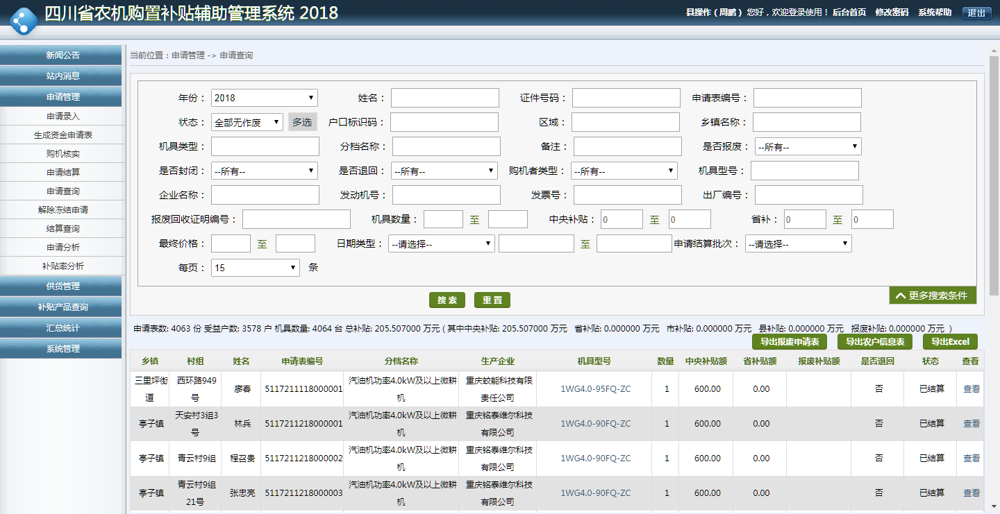 四川省农机购置补贴辅助管理系统 2018
县操作（周鹏）您好，欢迎登录使用！ 后台首页 修改密码 系统帮助 退出
新闻公告
站内消息
申请管理
申请录入
生成资金申请表
购机核实
申请结算
申请查询
解除冻结申请
结算查询
申请分析
补贴率分析
供货管理
补贴产品查询
汇总统计
系统管理
当前位置：申请管理 -> 申请查询
年份： 2018 姓名： 证件号码： 申请表编号：
状态： 全部无作废 多选 户口标识码： 区域： 乡镇名称：
机具类型： 分档名称： 备注： 是否报废： --所有--
是否封闭： --所有-- 是否退回： --所有-- 购机者类型： --所有-- 机具型号：
企业名称： 发动机号： 发票号： 出厂编号：
报废回收证明编号： 机具数量： 至 中央补贴： 0 至 0 省补： 0 至 0
最终价格： 至 日期类型： --请选择-- 至 申请结算批次： --请选择--
每页： 15 条
搜 索 重 置 更多搜索条件
申请表数: 4063 份 受益户数: 3578 户 机具数量: 4064 台 总补贴: 205.507000 万元 ( 其中中央补贴: 205.507000 万元 省补贴: 0.000000 万元 市补贴: 0.000000 万元 县补贴: 0.000000 万元 报废补贴: 0.000000 万元 )
导出报废申请表 导出农户信息表 导出Excel
乡镇 村组 姓名 申请表编号 分档名称 生产企业 机具型号 数量 中央补贴额 省补贴额 报废补贴额 是否退回 状态 查看
三里坪街道 西环路949号 廖春 5117211118000001 汽油机功率4.0kW及以上微耕机 重庆蛟能科技有限责任公司 1WG4.0-95FQ-ZC 1 600.00 0.00 否 已结算 查看
亭子镇 天安村3组3号 林兵 5117211218000001 汽油机功率4.0kW及以上微耕机 重庆铭泰维尔科技有限公司 1WG4.0-90FQ-ZC 1 600.00 0.00 否 已结算 查看
亭子镇 青云村9组 程召贵 5117211218000002 汽油机功率4.0kW及以上微耕机 重庆铭泰维尔科技有限公司 1WG4.0-90FQ-ZC 1 600.00 0.00 否 已结算 查看
亭子镇 青云村9组21号 张忠亮 5117211218000003 汽油机功率4.0kW及以上微耕机 重庆铭泰维尔科技有限公司 1WG4.0-90FQ-ZC 1 600.00 0.00 否 已结算 查看